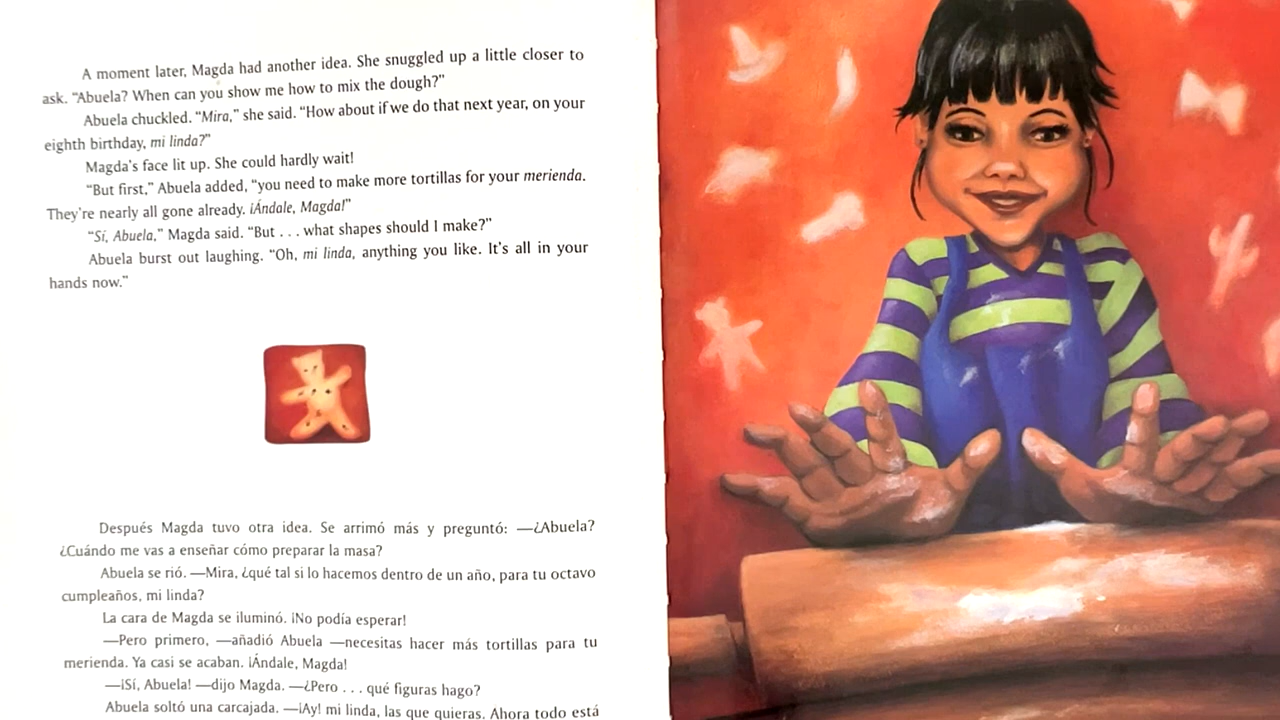 A moment later, Magda had another idea. She snuggled up a little closer to
ask. “Abuela? When can you show me how to mix the dough?”
Abuela chuckled. “Mira,” she said. “How about if we do that next year, on your
eighth birthday, mi linda?”
Magda’s face lit up. She could hardly wait!
“But first,” Abuela added, “you need to make more tortillas for your merienda.
They’re nearly all gone already. ¡Ándale, Magda!”
“Sí, Abuela,” Magda said. “But . . . what shapes should I make?”
Abuela burst out laughing. “Oh, mi linda, anything you like. It’s all in your
hands now.”
Después Magda tuvo otra idea. Se arrimó más y preguntó: —¿Abuela?
¿Cuándo me vas a enseñar cómo preparar la masa?
Abuela se rió. —Mira, ¿qué tal si lo hacemos dentro de un año, para tu octavo
cumpleaños, mi linda?
La cara de Magda se iluminó. ¡No podía esperar!
—Pero primero, —añadió Abuela —necesitas hacer más tortillas para tu
merienda. Ya casi se acaban. ¡Ándale, Magda!
—¡Sí, Abuela! —dijo Magda. —¿Pero . . . qué figuras hago?
Abuela soltó una carcajada. —¡Ay! mi linda, las que quieras. Ahora todo está